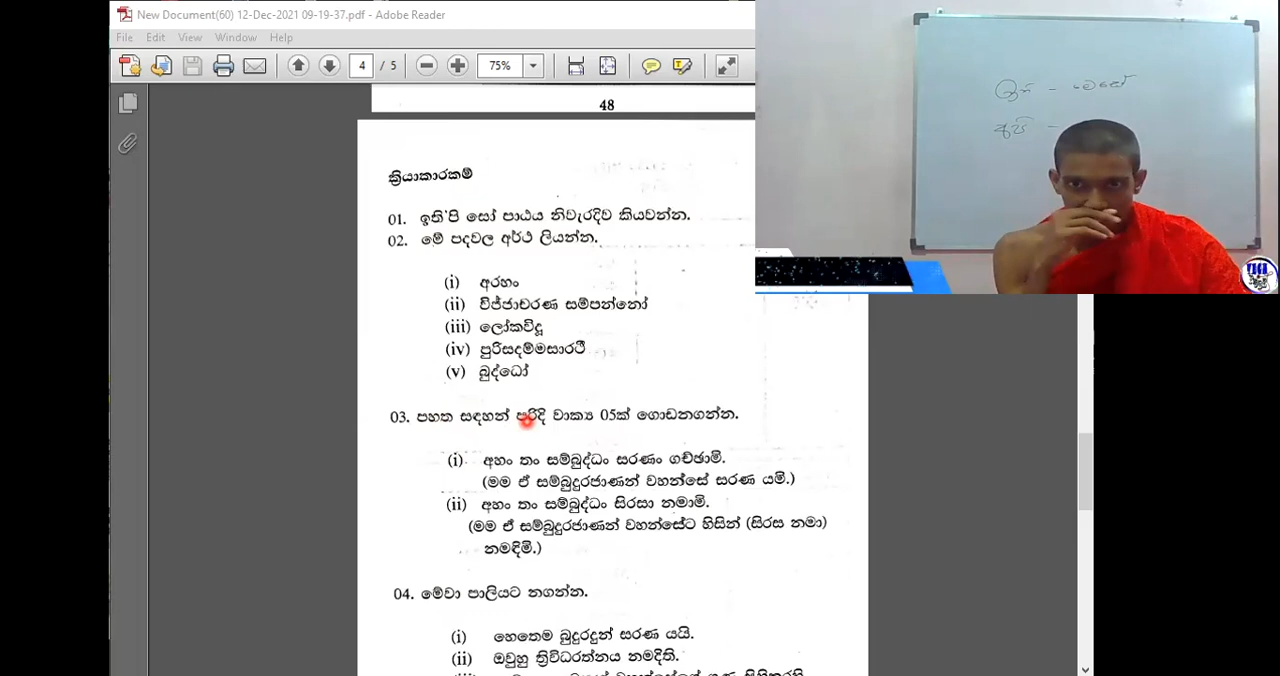 New Document(60) 12-Dec-2021 09-19-37.pdf - Adobe Reader
File Edit View Window Help
4 / 5 75%
48
ක්‍රියාකාරකම්
01. ඉති'පි සෝ පාඨය නිවැරදිව කියවන්න.
02. මේ පදවල අර්ථ ලියන්න.
(i) අරහං
(ii) විජ්ජාචරණ සම්පන්නෝ
(iii) ලෝකවිදූ
(iv) පුරිසදම්මසාරථී
(v) බුද්ධෝ
03. පහත සඳහන් පරිදි වාක්‍ය 05ක් ගොඩනගන්න.
(i) අහං තං සම්බුද්ධං සරණං ගච්ඡාමි.
(මම ඒ සම්බුදුරජාණන් වහන්සේ සරණ යමි.)
(ii) අහං තං සම්බුද්ධං සිරසා නමාමි.
(මම ඒ සම්බුදුරජාණන් වහන්සේට හිසින් (සිරස නමා)
නමඳිමි.)
04. මේවා පාලියට නගන්න.
(i) හෙතෙම බුදුරදුන් සරණ යයි.
(ii) ඔවුහු ත්‍රිවිධරත්නය නමදිති.